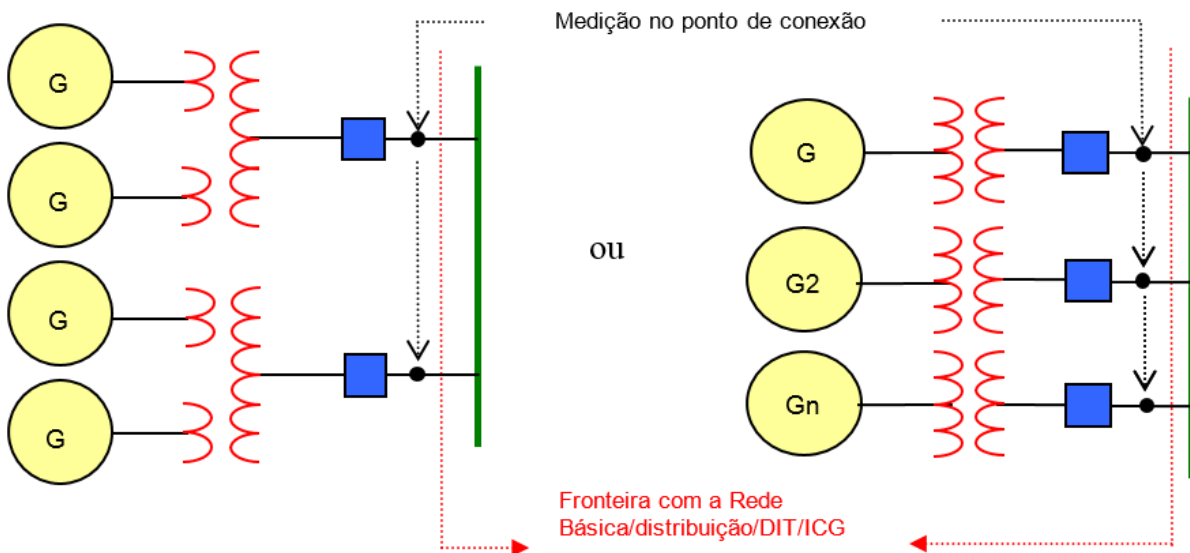 Medição no ponto de conexão
G
G
G
G
ou
G
G2
Gn
Fronteira com a Rede
Básica/distribuição/DIT/ICG